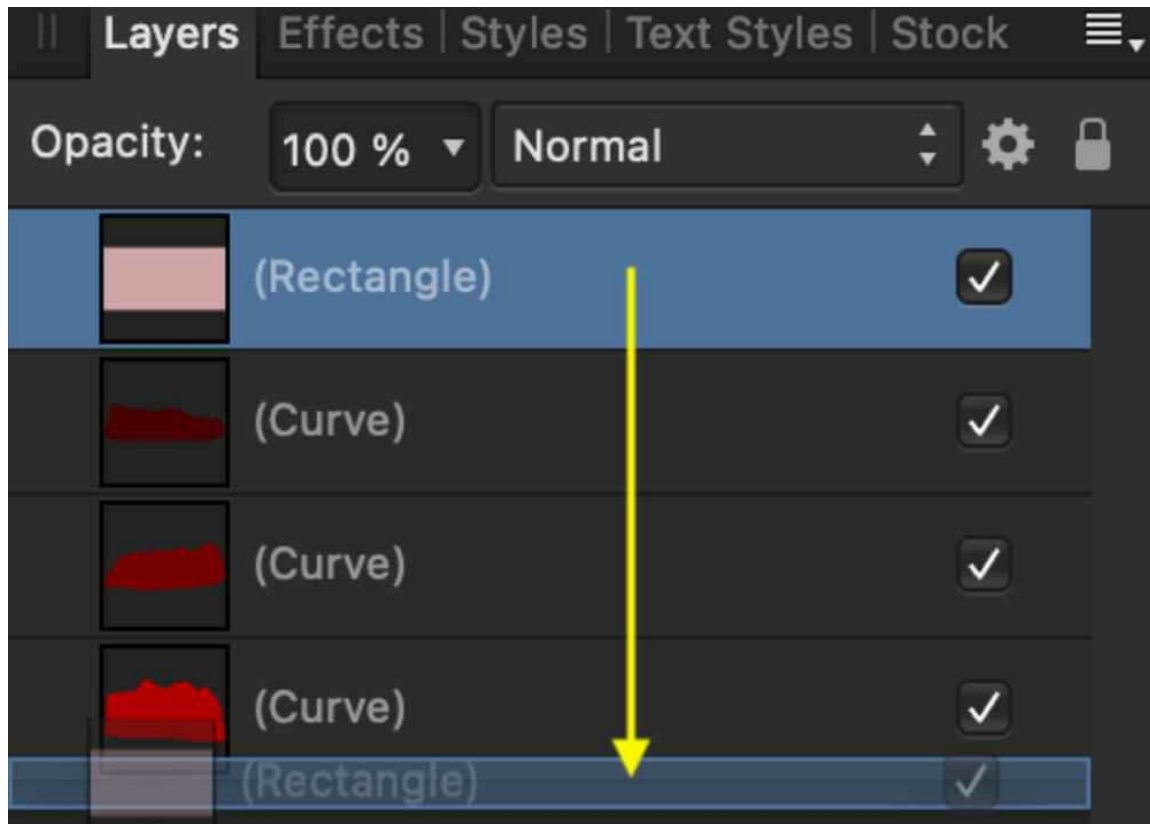 Layers Effects | Styles | Text Styles | Stock
Opacity: 100 % Normal
(Rectangle)
(Curve)
(Curve)
(Curve)
(Rectangle)